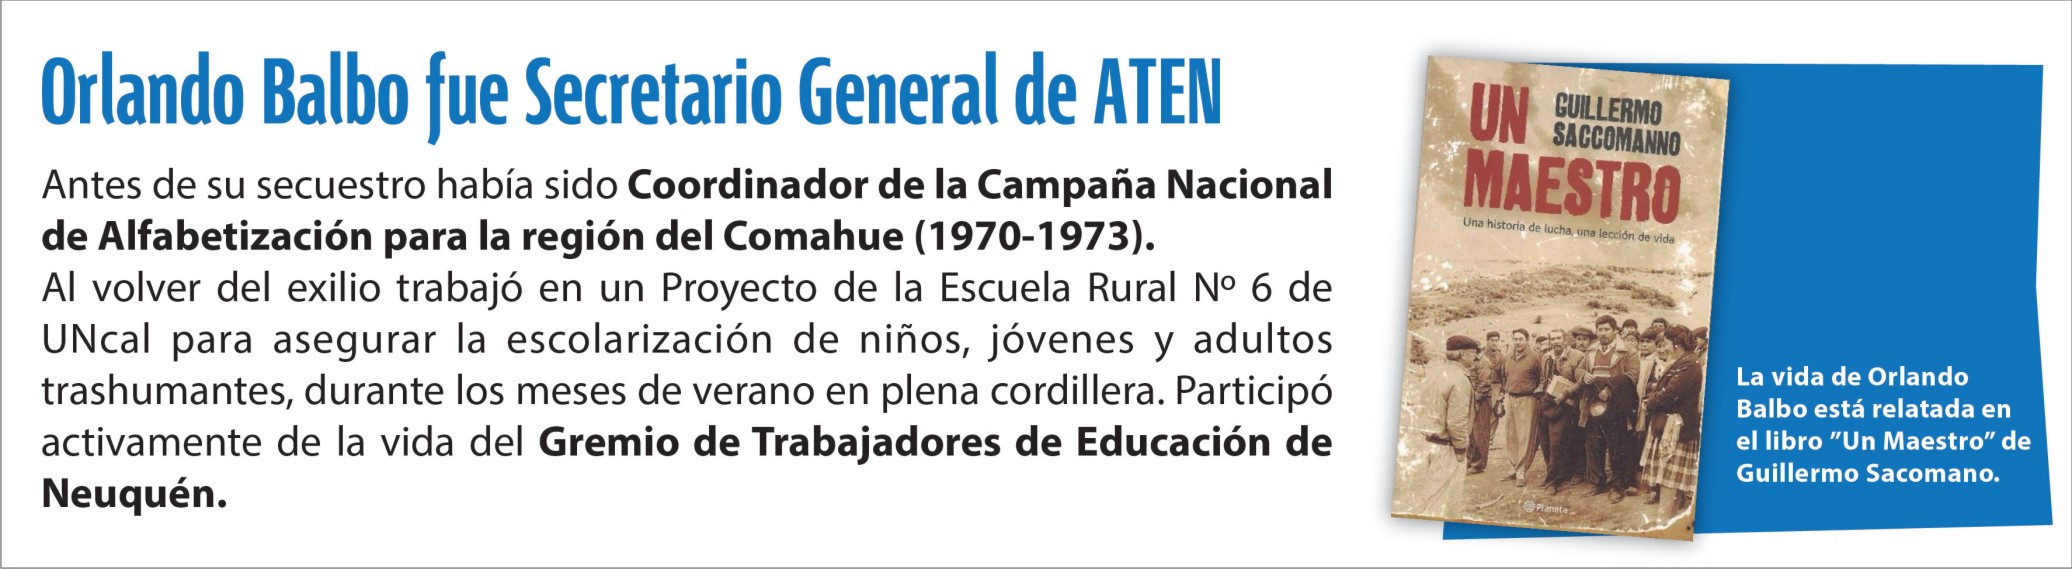 Orlando Balbo fue Secretario General de ATEN
Antes de su secuestro había sido Coordinador de la Campaña Nacional
de Alfabetización para la región del Comahue (1970-1973).
Al volver del exilio trabajó en un Proyecto de la Escuela Rural Nº 6 de
UNcal para asegurar la escolarización de niños, jóvenes y adultos
trashumantes, durante los meses de verano en plena cordillera. Participó
activamente de la vida del Gremio de Trabajadores de Educación de
Neuquén.
UN
MAESTRO
GUILLERMO
SACCOMANNO
Una historia de lucha, una lección de vida
Planeta
La vida de Orlando
Balbo está relatada en
el libro ”Un Maestro” de
Guillermo Sacomano.